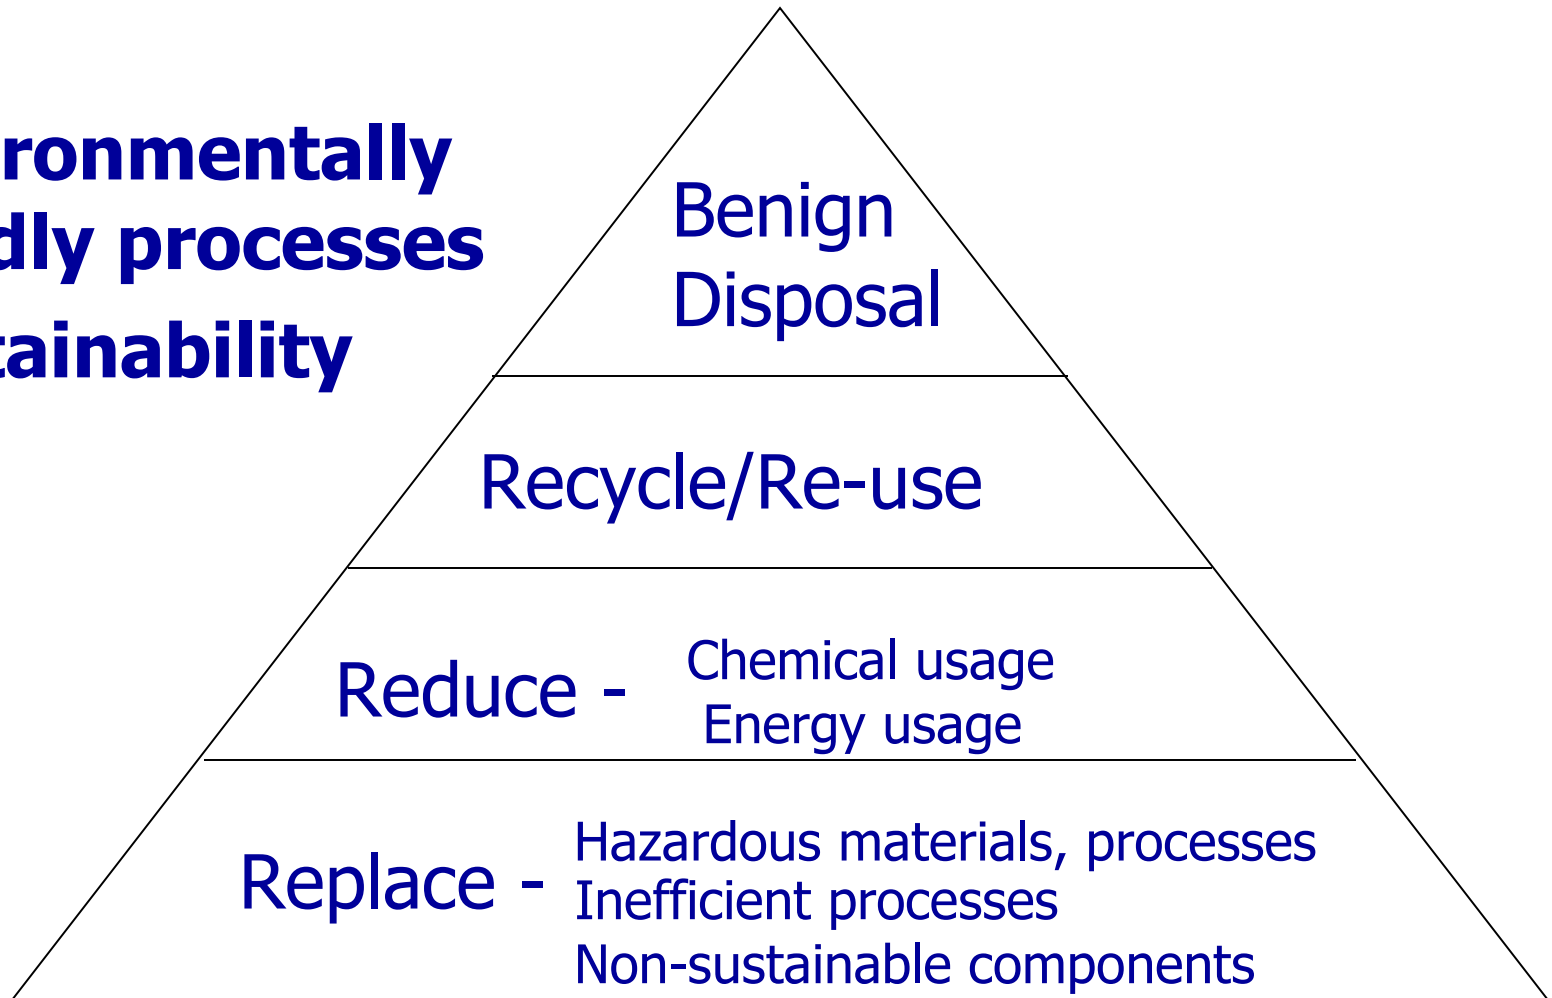 ronmentally
dly processes
tainability
Benign
Disposal
Recycle/Re-use
Reduce - Chemical usage
Energy usage
Replace - Hazardous materials, processes
Inefficient processes
Non-sustainable components